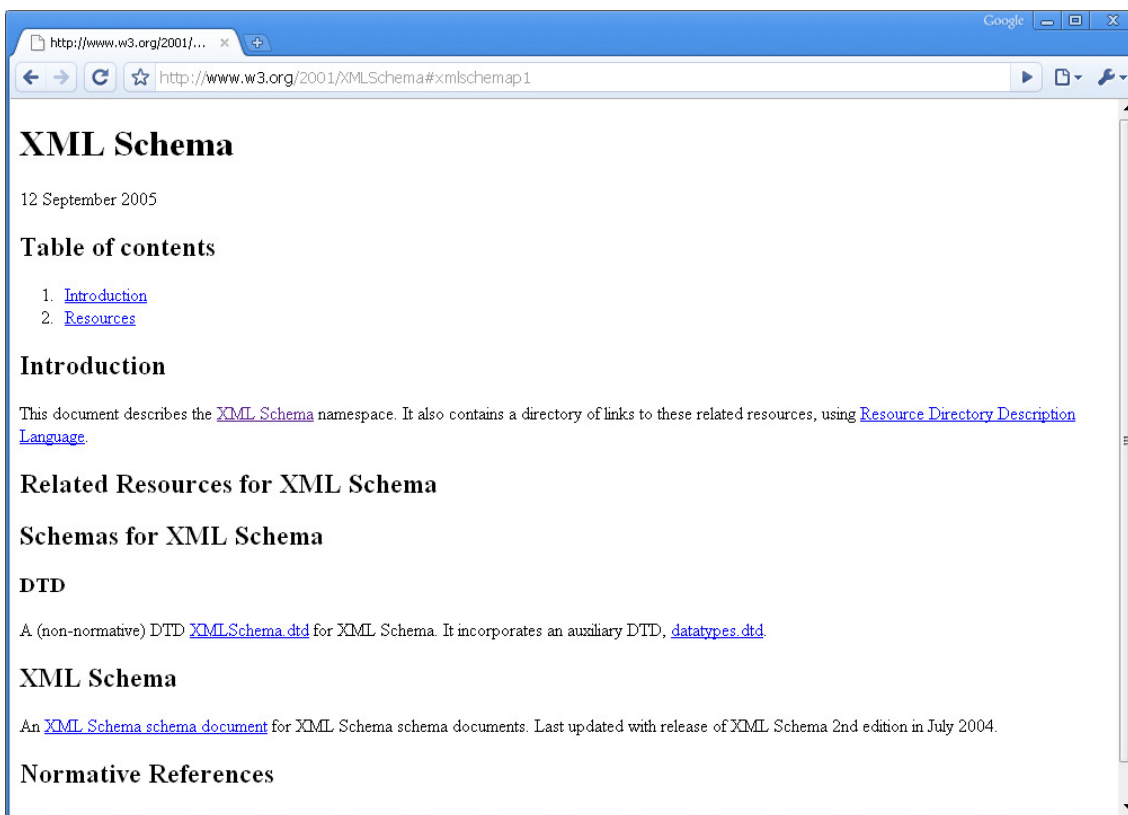 Google
http://www.w3.org/2001/...
http://www.w3.org/2001/XMLSchema#xmlschemap1
XML Schema
12 September 2005
Table of contents
1. Introduction
2. Resources
Introduction
This document describes the XML Schema namespace. It also contains a directory of links to these related resources, using Resource Directory Description
Language.
Related Resources for XML Schema
Schemas for XML Schema
DTD
A (non-normative) DTD XMLSchema.dtd for XML Schema. It incorporates an auxiliary DTD, datatypes.dtd.
XML Schema
An XML Schema schema document for XML Schema schema documents. Last updated with release of XML Schema 2nd edition in July 2004.
Normative References